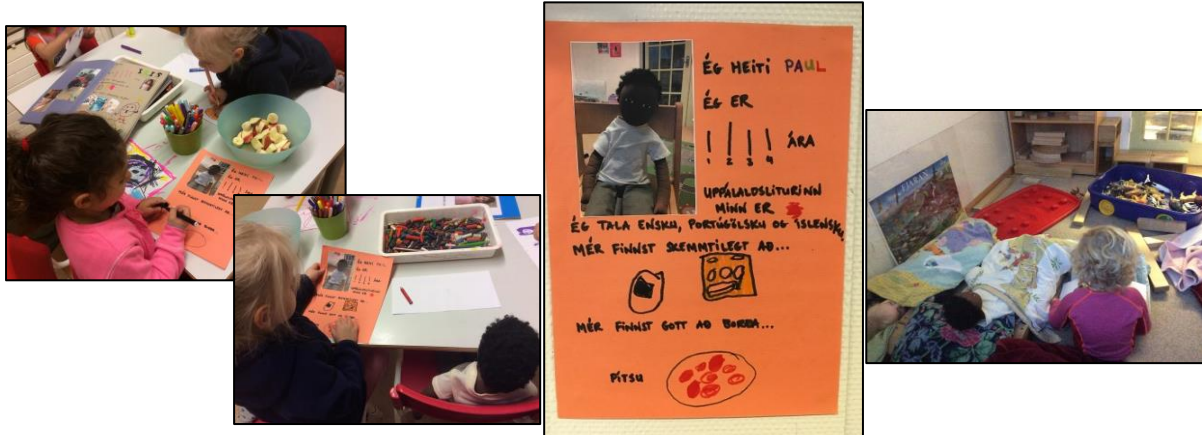 ÉG HEITI PAUL
ÉG ER
1 2 3 4 ÁRA
UPPÁLALDSLITURINN
MINN ER
ÉG TALA ENSKU, PORTÚGÖLSKU OG ÍSLENSKU
MÉR FINNST SKEMMTILEGT AÐ...
MÉR FINNST GOTT AÐ BORÐA...
PÍTSU